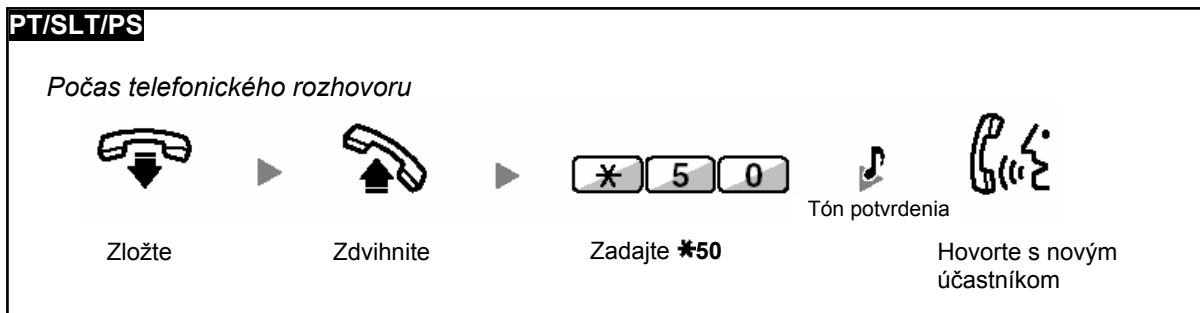 PT/SLT/PS
Počas telefonického rozhovoru
* 5 0
Tón potvrdenia
Zložte
Zdvihnite
Zadajte *50
Hovorte s novým
účastníkom